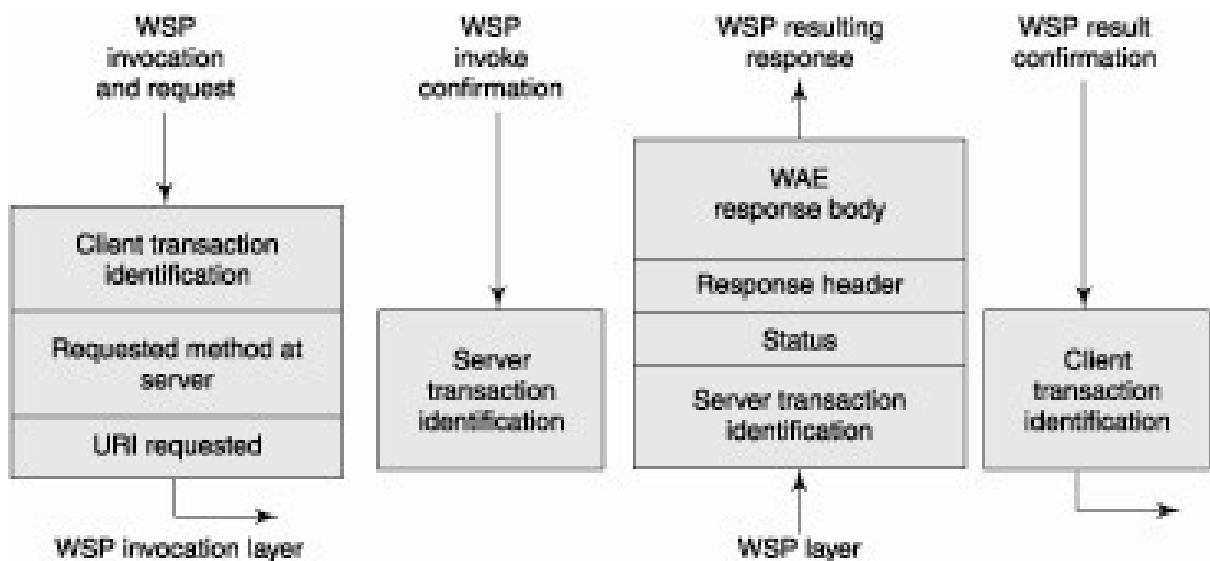 WSP
invocation
and request
Client transaction
identification
Requested method at
server
URI requested
WSP invocation layer
WSP
invoke
confirmation
Server
transaction
identification
WSP resulting
response
WAE
response body
Response header
Status
Server transaction
identification
WSP layer
WSP result
confirmation
Client
transaction
identification